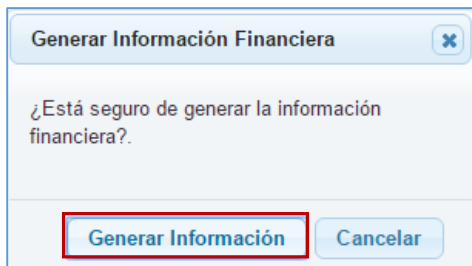 Generar Información Financiera
¿Está seguro de generar la información
financiera?.
Generar Información Cancelar